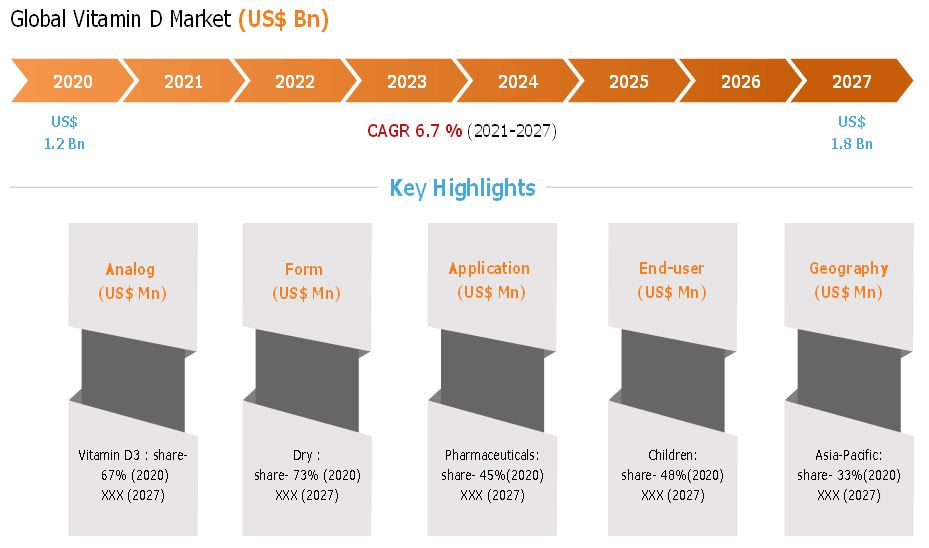 Global Vitamin D Market (US$ Bn)
2020 2021 2022 2023 2024 2025 2026 2027
US$
1.2 Bn
CAGR 6.7 % (2021-2027)
US$
1.8 Bn
Key Highlights
Analog
(US$ Mn)
Form
(US$ Mn)
Application
(US$ Mn)
End-user
(US$ Mn)
Geography
(US$ Mn)
Vitamin D3 : share-
67% (2020)
XXX (2027)
Dry :
share- 73% (2020)
XXX (2027)
Pharmaceuticals:
share- 45%(2020)
XXX (2027)
Children:
share- 48%(2020)
XXX (2027)
Asia-Pacific:
share- 33%(2020)
XXX (2027)